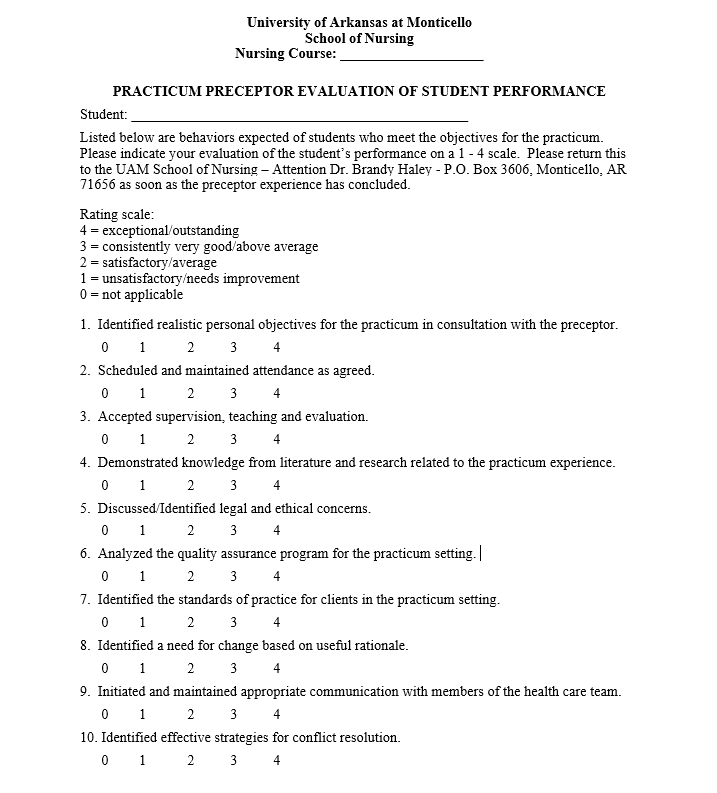 University of Arkansas at Monticello
School of Nursing
Nursing Course: ____________________
PRACTICUM PRECEPTOR EVALUATION OF STUDENT PERFORMANCE
Student: ________________________________________________
Listed below are behaviors expected of students who meet the objectives for the practicum.
Please indicate your evaluation of the student’s performance on a 1 - 4 scale. Please return this
to the UAM School of Nursing – Attention Dr. Brandy Haley - P.O. Box 3606, Monticello, AR
71656 as soon as the preceptor experience has concluded.
Rating scale:
4 = exceptional/outstanding
3 = consistently very good/above average
2 = satisfactory/average
1 = unsatisfactory/needs improvement
0 = not applicable
1. Identified realistic personal objectives for the practicum in consultation with the preceptor.
0 1 2 3 4
2. Scheduled and maintained attendance as agreed.
0 1 2 3 4
3. Accepted supervision, teaching and evaluation.
0 1 2 3 4
4. Demonstrated knowledge from literature and research related to the practicum experience.
0 1 2 3 4
5. Discussed/Identified legal and ethical concerns.
0 1 2 3 4
6. Analyzed the quality assurance program for the practicum setting.
0 1 2 3 4
7. Identified the standards of practice for clients in the practicum setting.
0 1 2 3 4
8. Identified a need for change based on useful rationale.
0 1 2 3 4
9. Initiated and maintained appropriate communication with members of the health care team.
0 1 2 3 4
10. Identified effective strategies for conflict resolution.
0 1 2 3 4